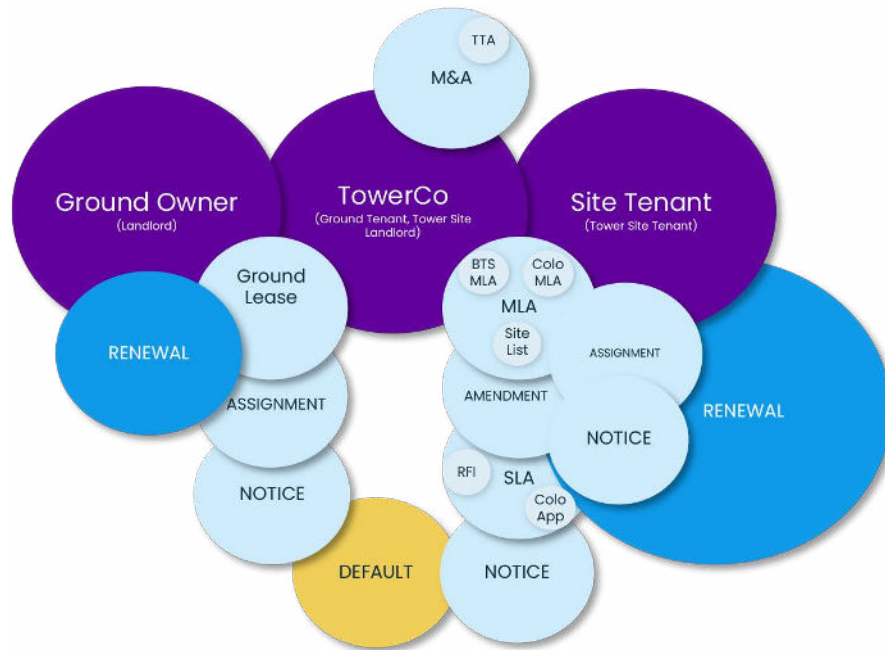 TTA
M&A
Ground Owner
(Landlord)
TowerCo
(Ground Tenant, Tower Site
Landlord)
Site Tenant
(Tower Site Tenant)
Ground
Lease
BTS
MLA
Colo
MLA
MLA
Site
List
RENEWAL
ASSIGNMENT
ASSIGNMENT
AMENDMENT
RENEWAL
NOTICE
NOTICE
RFI
SLA
Colo
App
DEFAULT
NOTICE